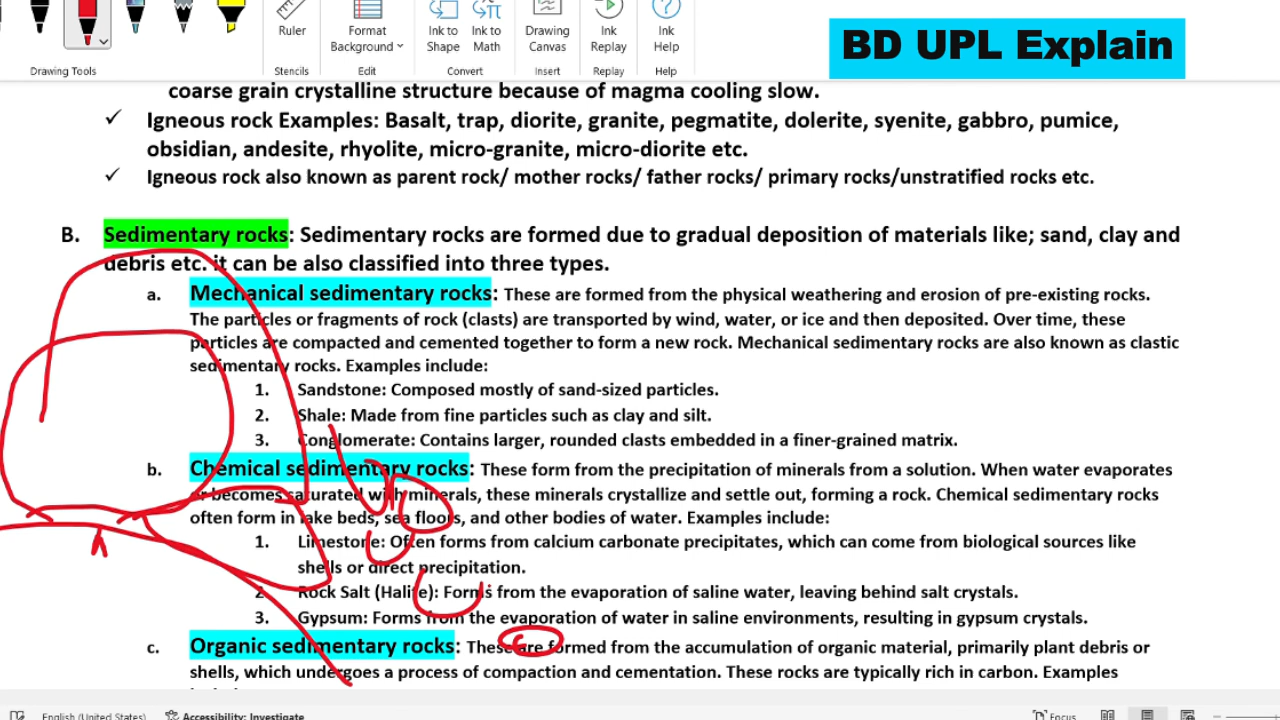 Ruler
Format
Background
Ink to
Shape
Ink to
Math
Drawing
Canvas
Ink
Replay
Ink
Help
Drawing Tools
Stencils
Edit
Convert
Insert
Replay
Help
BD UPL Explain
coarse grain crystalline structure because of magma cooling slow.
✓ Igneous rock Examples: Basalt, trap, diorite, granite, pegmatite, dolerite, syenite, gabbro, pumice,
obsidian, andesite, rhyolite, micro-granite, micro-diorite etc.
✓ Igneous rock also known as parent rock/ mother rocks/ father rocks/ primary rocks/unstratified rocks etc.
B. Sedimentary rocks: Sedimentary rocks are formed due to gradual deposition of materials like; sand, clay and
debris etc. it can be also classified into three types.
a. Mechanical sedimentary rocks: These are formed from the physical weathering and erosion of pre-existing rocks.
The particles or fragments of rock (clasts) are transported by wind, water, or ice and then deposited. Over time, these
particles are compacted and cemented together to form a new rock. Mechanical sedimentary rocks are also known as clastic
sedimentary rocks. Examples include:
1. Sandstone: Composed mostly of sand-sized particles.
2. Shale: Made from fine particles such as clay and silt.
3. Conglomerate: Contains larger, rounded clasts embedded in a finer-grained matrix.
b. Chemical sedimentary rocks: These form from the precipitation of minerals from a solution. When water evaporates
or becomes saturated with minerals, these minerals crystallize and settle out, forming a rock. Chemical sedimentary rocks
often form in lake beds, sea floors, and other bodies of water. Examples include:
1. Limestone: Often forms from calcium carbonate precipitates, which can come from biological sources like
shells or direct precipitation.
2. Rock Salt (Halite): Forms from the evaporation of saline water, leaving behind salt crystals.
3. Gypsum: Forms from the evaporation of water in saline environments, resulting in gypsum crystals.
c. Organic sedimentary rocks: These are formed from the accumulation of organic material, primarily plant debris or
shells, which undergoes a process of compaction and cementation. These rocks are typically rich in carbon. Examples
English (United States)
Accessibility: Investigate
Focus